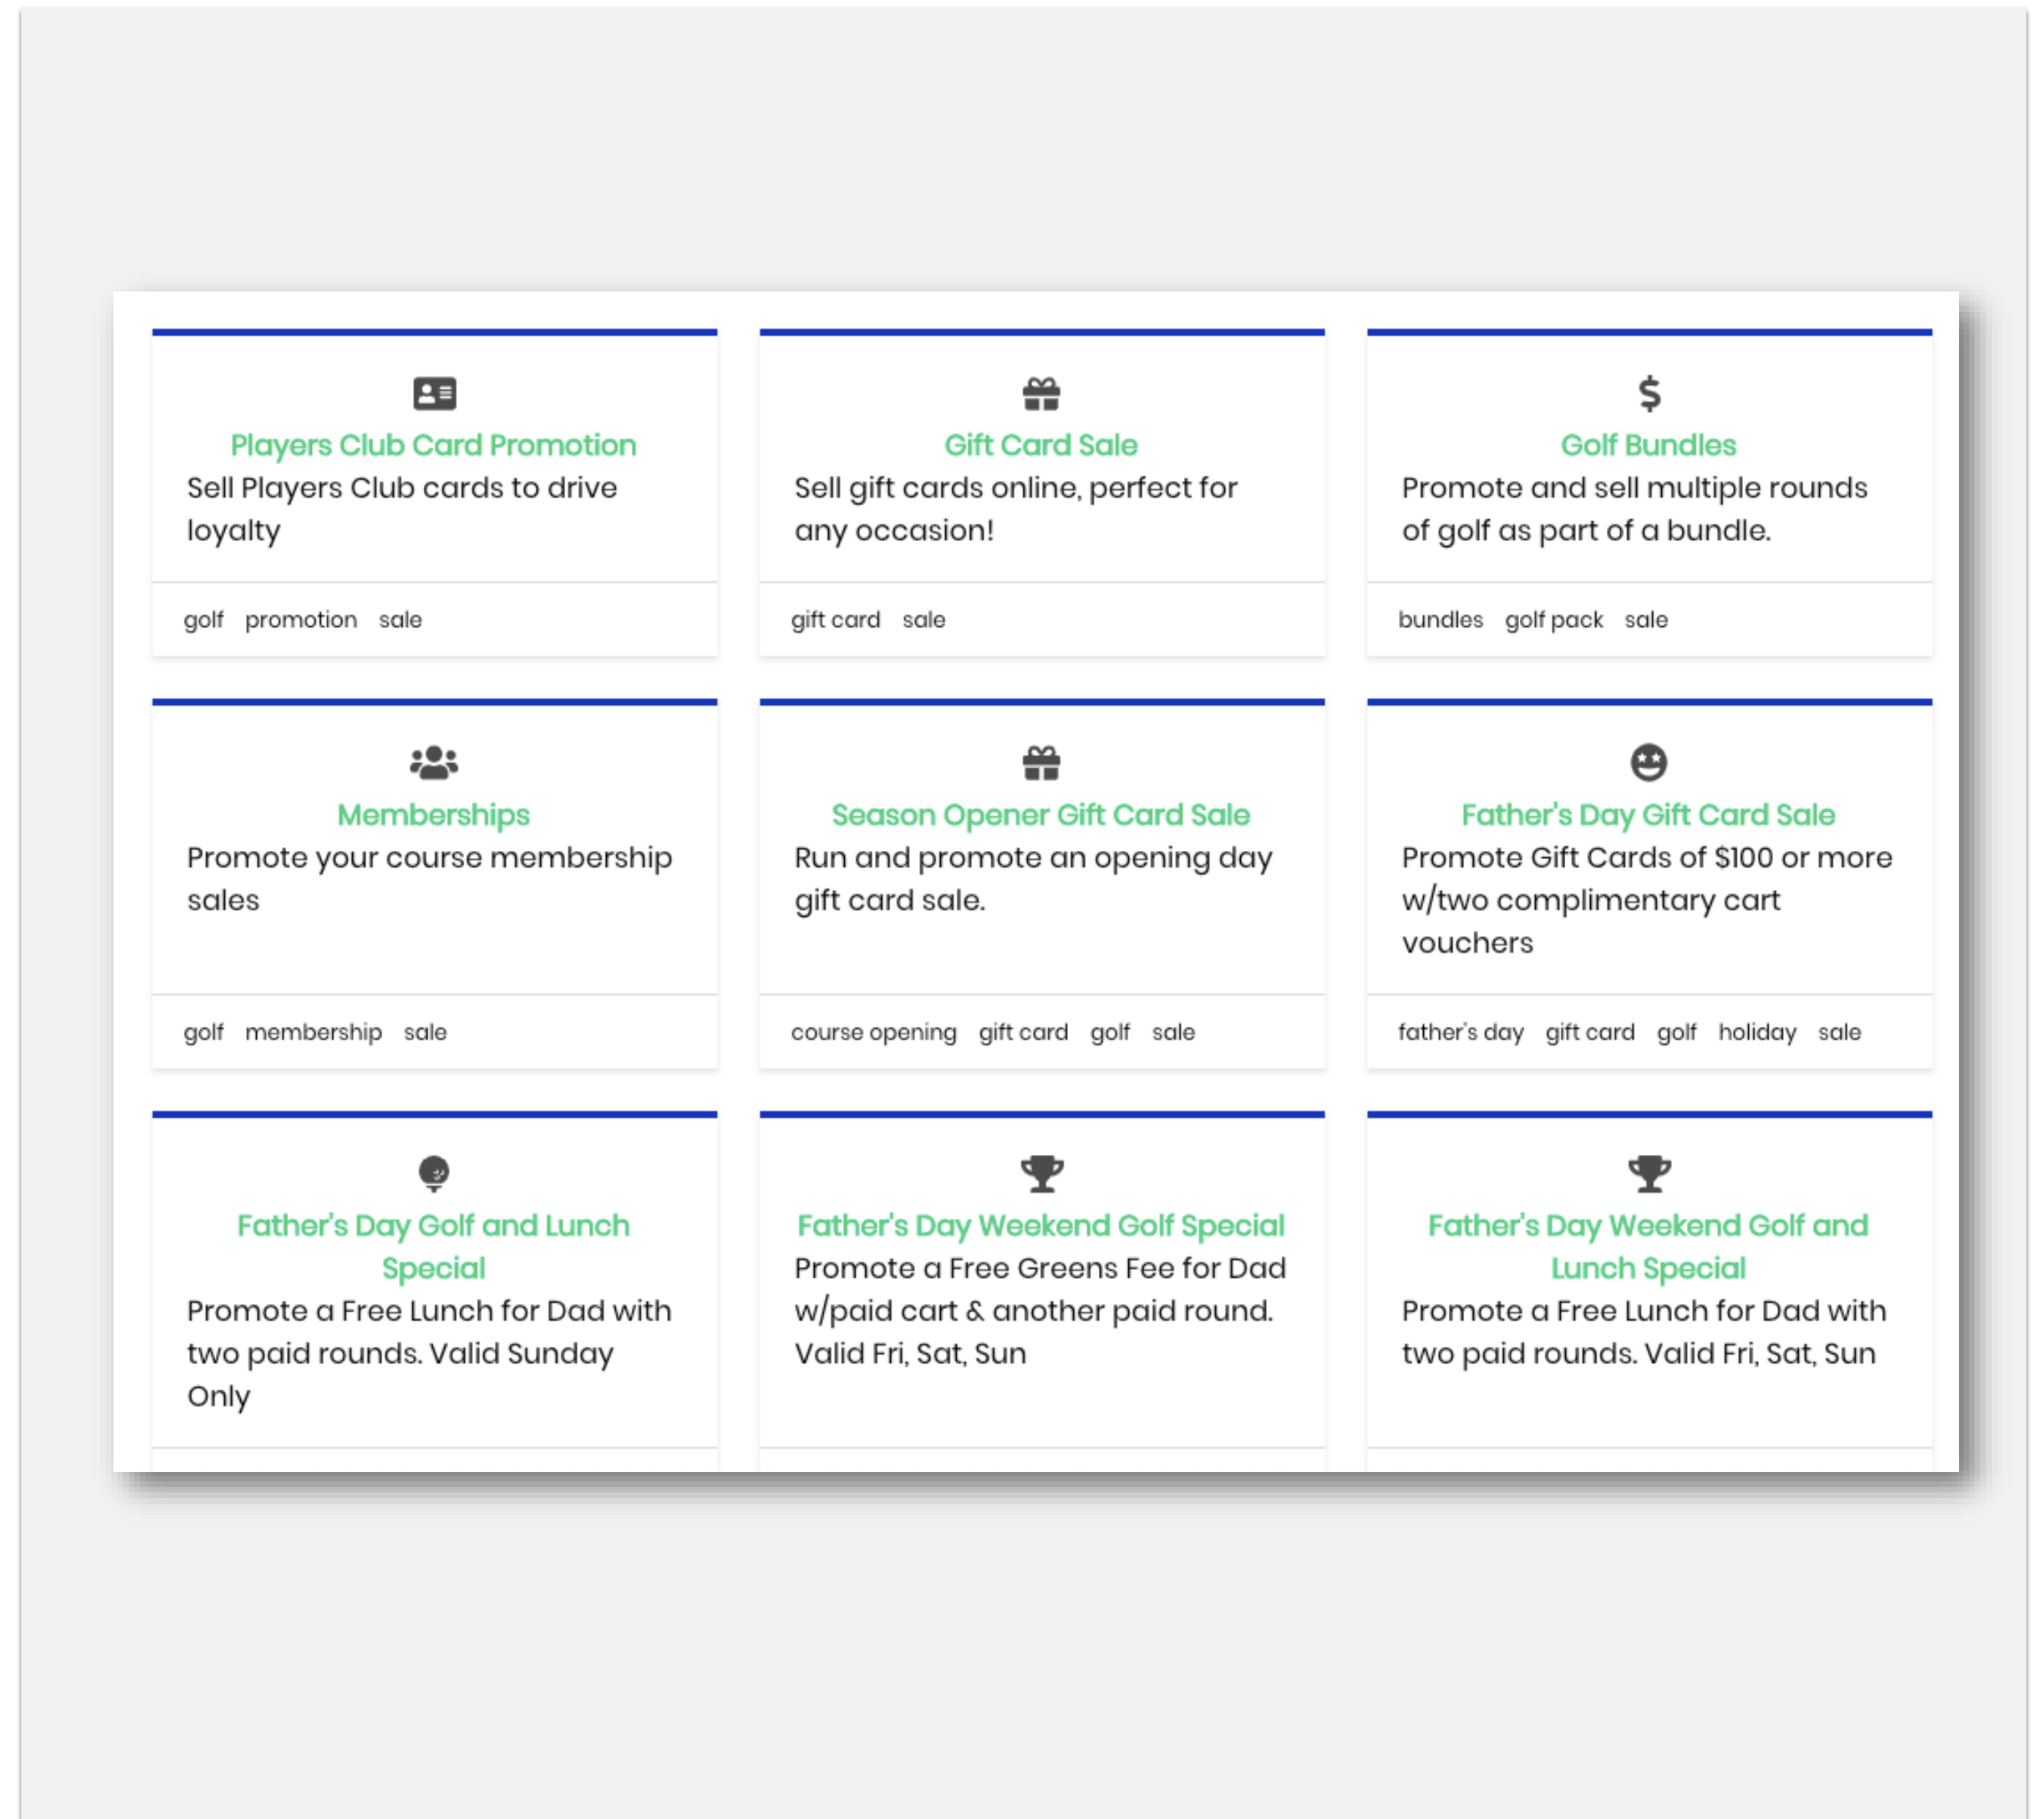 Players Club Card Promotion
Sell Players Club cards to drive
loyalty
golf promotion sale
Gift Card Sale
Sell gift cards online, perfect for
any occasion!
gift card sale
Golf Bundles
Promote and sell multiple rounds
of golf as part of a bundle.
bundles golf pack sale
Memberships
Promote your course membership
sales
golf membership sale
Season Opener Gift Card Sale
Run and promote an opening day
gift card sale.
course opening gift card golf sale
Father's Day Gift Card Sale
Promote Gift Cards of $100 or more
w/two complimentary cart
vouchers
father's day gift card golf holiday sale
Father's Day Golf and Lunch
Special
Promote a Free Lunch for Dad with
two paid rounds. Valid Sunday
Only
Father's Day Weekend Golf Special
Promote a Free Greens Fee for Dad
w/paid cart & another paid round.
Valid Fri, Sat, Sun
Father's Day Weekend Golf and
Lunch Special
Promote a Free Lunch for Dad with
two paid rounds. Valid Fri, Sat, Sun